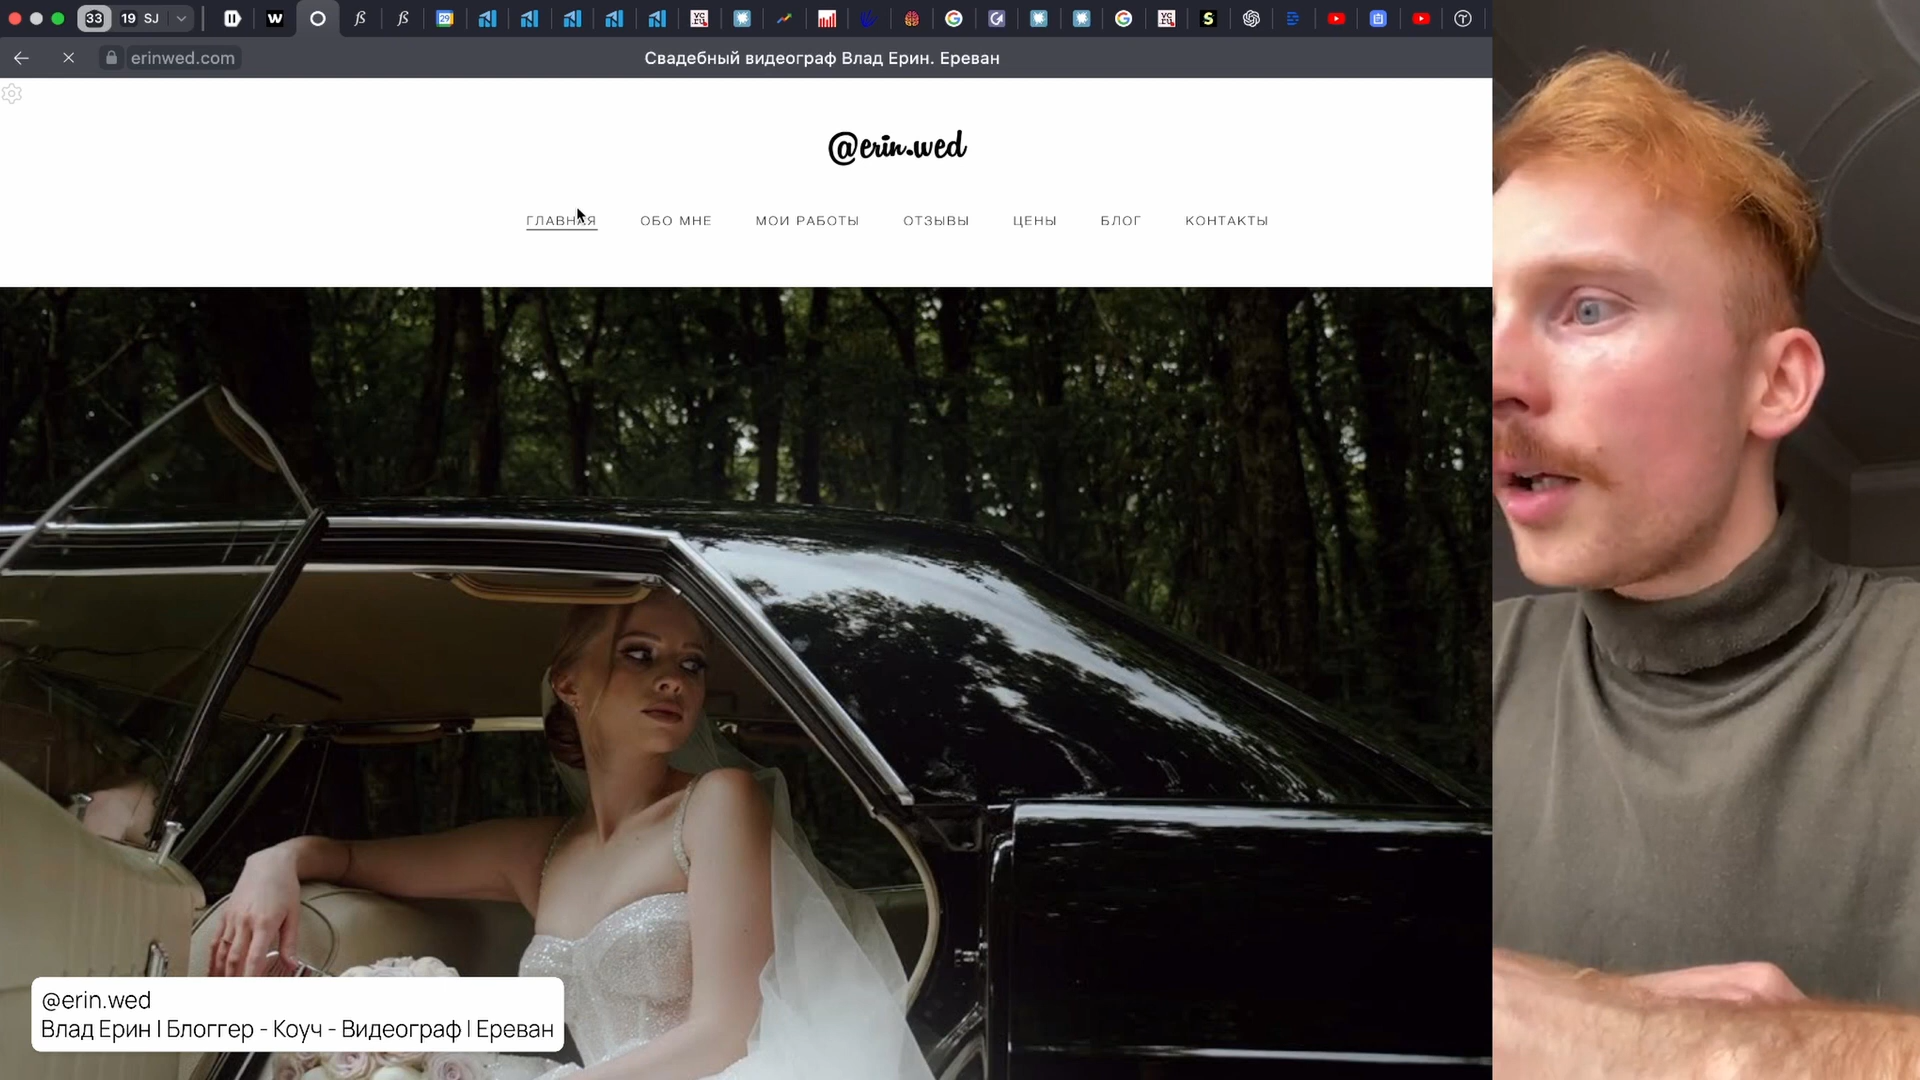 33
19 SJ
erinwed.com
Свадебный видеограф Влад Ерин. Ереван
@erin.wed
ГЛАВНАЯ ОБО МНЕ МОИ РАБОТЫ ОТЗЫВЫ ЦЕНЫ БЛОГ КОНТАКТЫ
@erin.wed
Влад Ерин | Блоггер - Коуч - Видеограф | Ереван